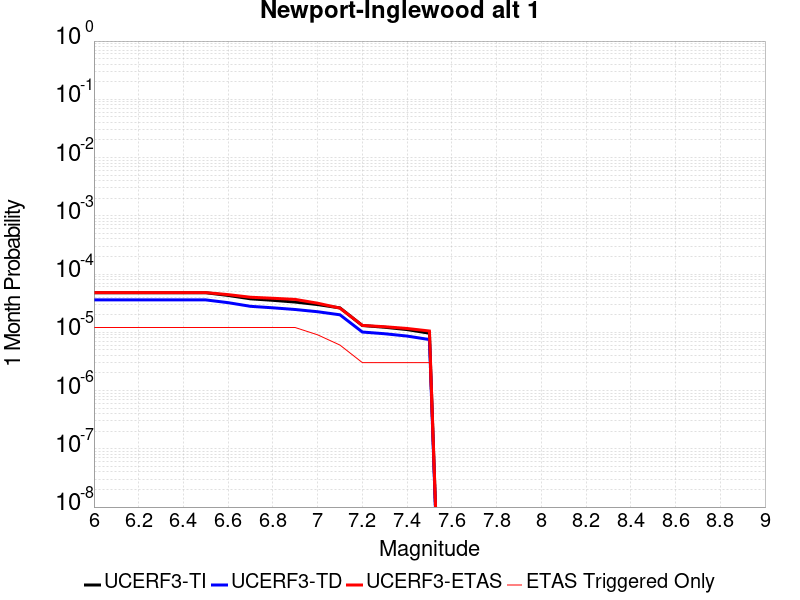 Newport-Inglewood alt 1
10^0
10^-1
10^-2
10^-3
10^-4
10^-5
10^-6
10^-7
10^-8
1 Month Probability
6 6.2 6.4 6.6 6.8 7 7.2 7.4 7.6 7.8 8 8.2 8.4 8.6 8.8 9
Magnitude
UCERF3-TI UCERF3-TD UCERF3-ETAS ETAS Triggered Only